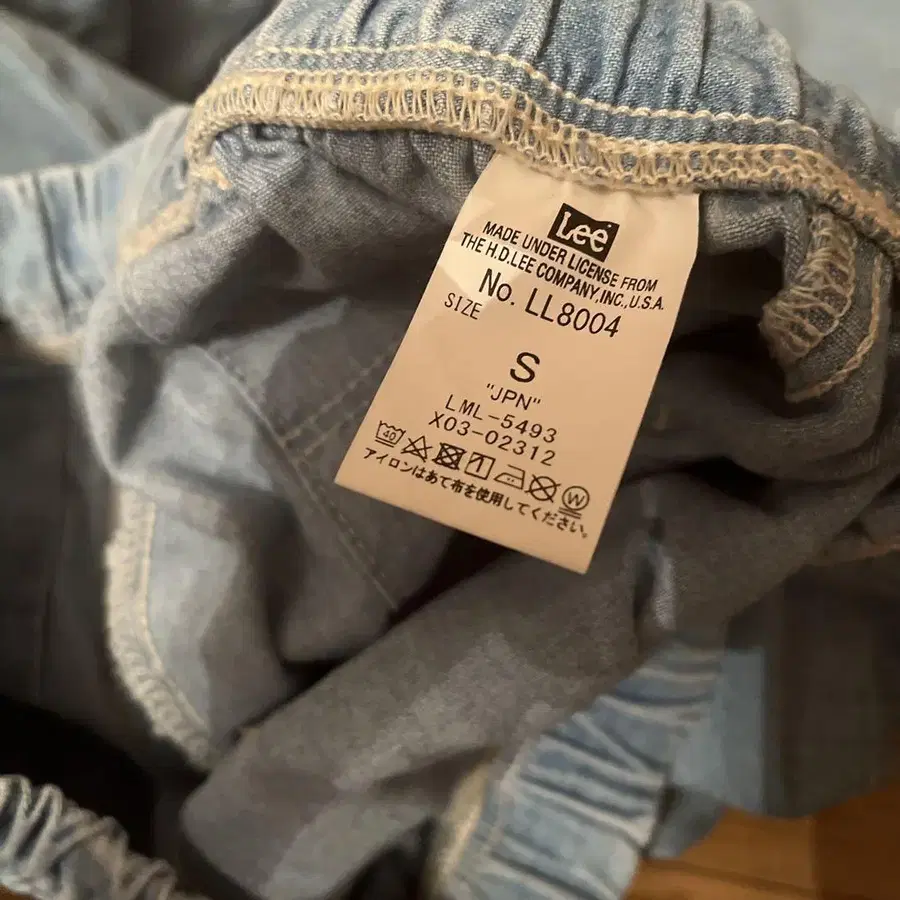 Lee
MADE UNDER LICENSE FROM
THE H.D.LEE COMPANY,INC.,U.S.A.
No. LL8004
SIZE
S
"JPN"
LML-5493
X03-02312
40
W
アイロンはあて布を使用してください。